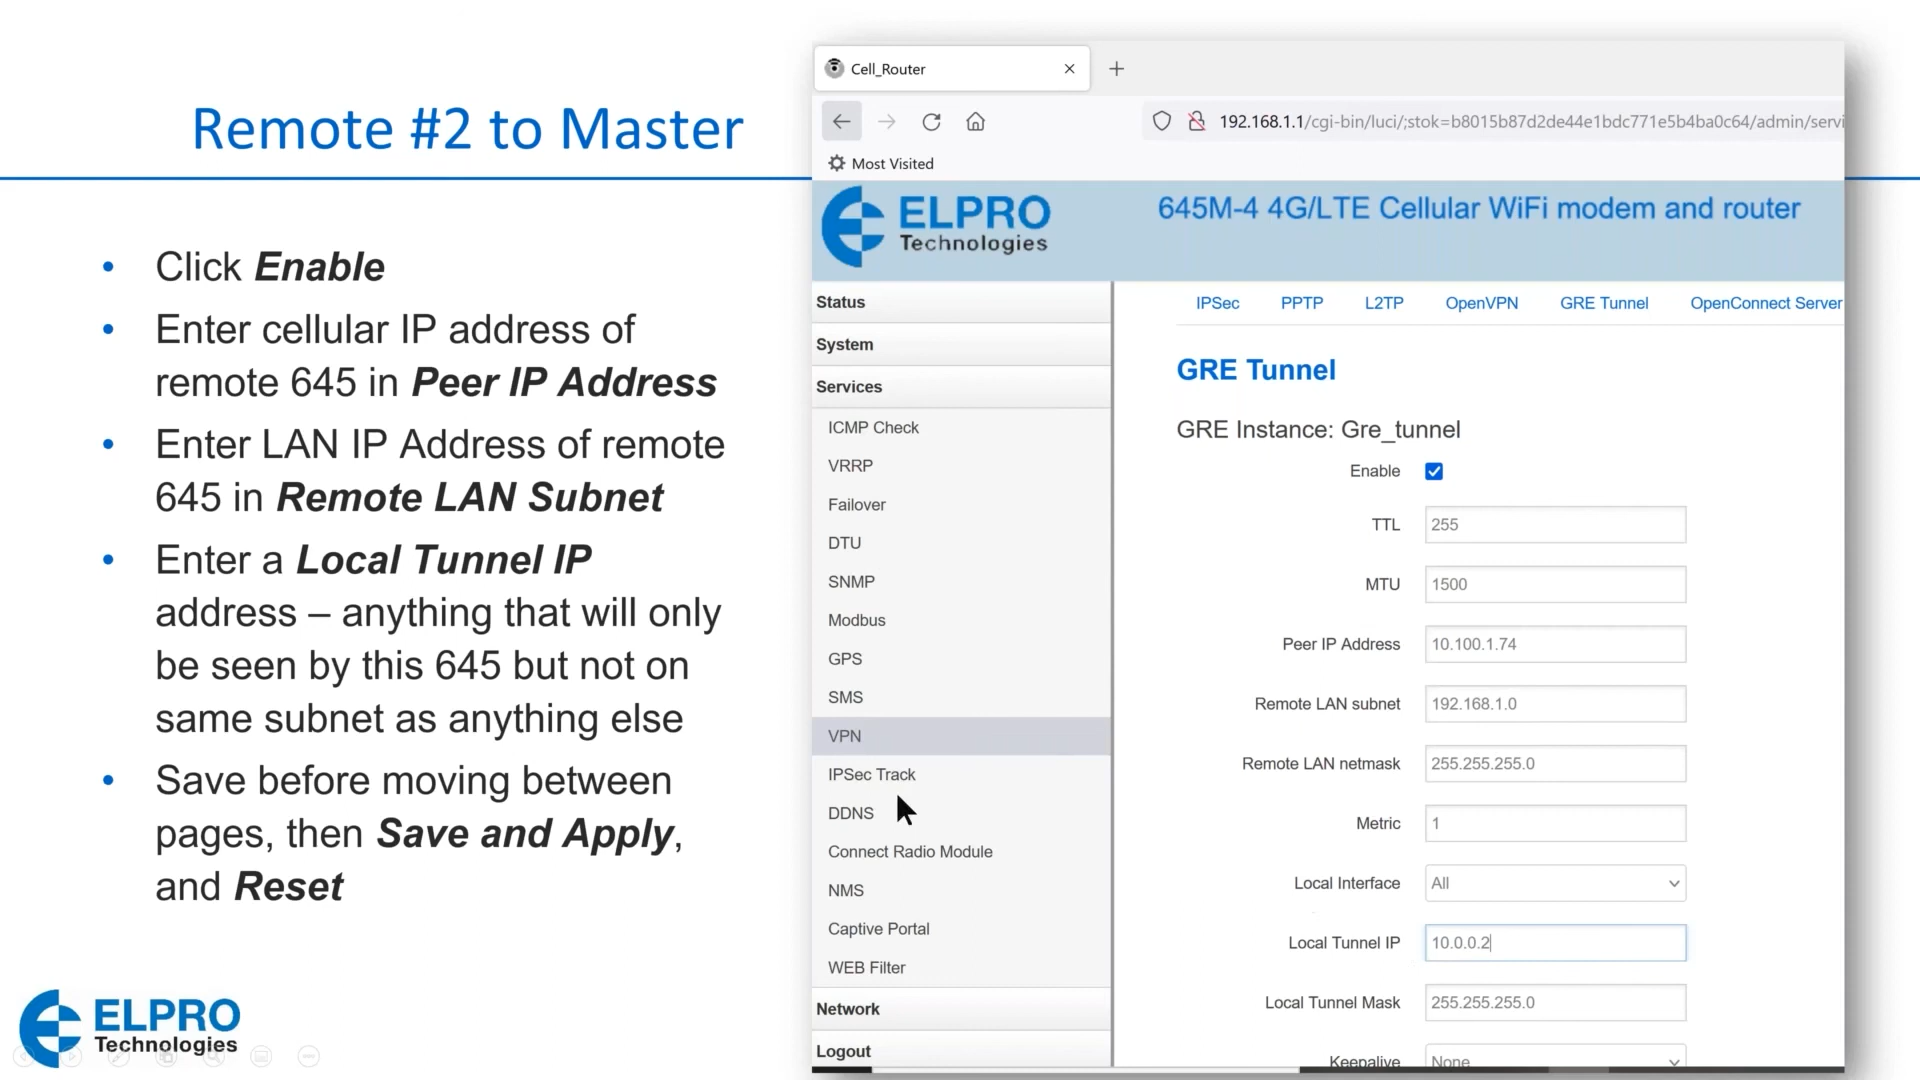 Remote #2 to Master
• Click Enable
• Enter cellular IP address of
remote 645 in Peer IP Address
• Enter LAN IP Address of remote
645 in Remote LAN Subnet
• Enter a Local Tunnel IP
address – anything that will only
be seen by this 645 but not on
same subnet as anything else
• Save before moving between
pages, then Save and Apply,
and Reset
ELPRO
Technologies
Cell_Router
192.168.1.1/cgi-bin/luci/;stok=b8015b87d2de44e1bdc771e5b4ba0c64/admin/servi
Most Visited
ELPRO
Technologies
645M-4 4G/LTE Cellular WiFi modem and router
Status
System
Services
ICMP Check
VRRP
Failover
DTU
SNMP
Modbus
GPS
SMS
VPN
IPSec Track
DDNS
Connect Radio Module
NMS
Captive Portal
WEB Filter
Network
Logout
IPSec PPTP L2TP OpenVPN GRE Tunnel OpenConnect Server
GRE Tunnel
GRE Instance: Gre_tunnel
Enable
TTL 255
MTU 1500
Peer IP Address 10.100.1.74
Remote LAN subnet 192.168.1.0
Remote LAN netmask 255.255.255.0
Metric 1
Local Interface All
Local Tunnel IP 10.0.0.2
Local Tunnel Mask 255.255.255.0
Keepalive None